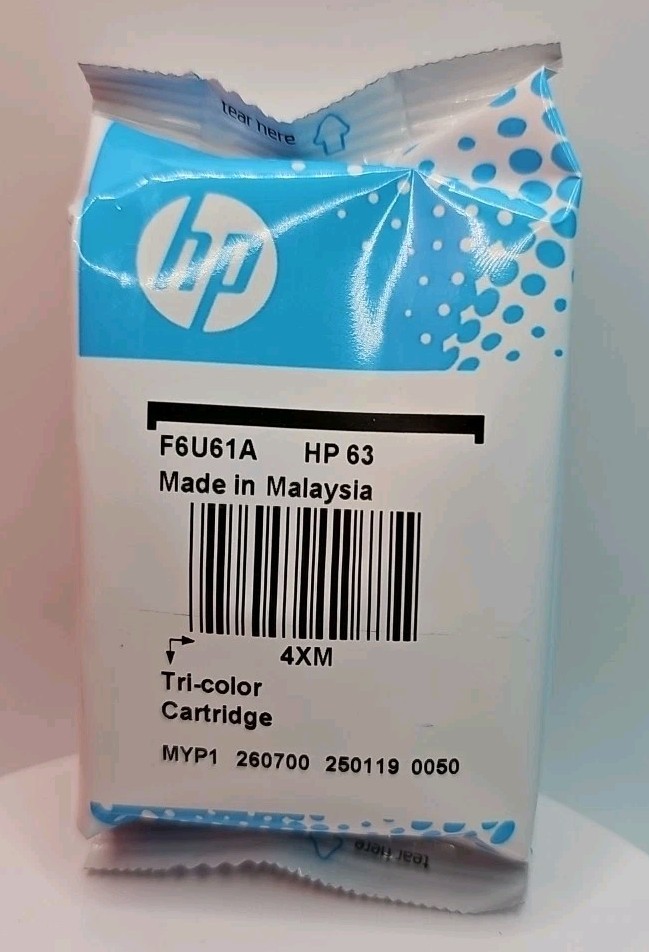 tear here
hp
F6U61A HP 63
Made in Malaysia
4XM
Tri-color
Cartridge
MYP1 260700 250119 0050
tear here